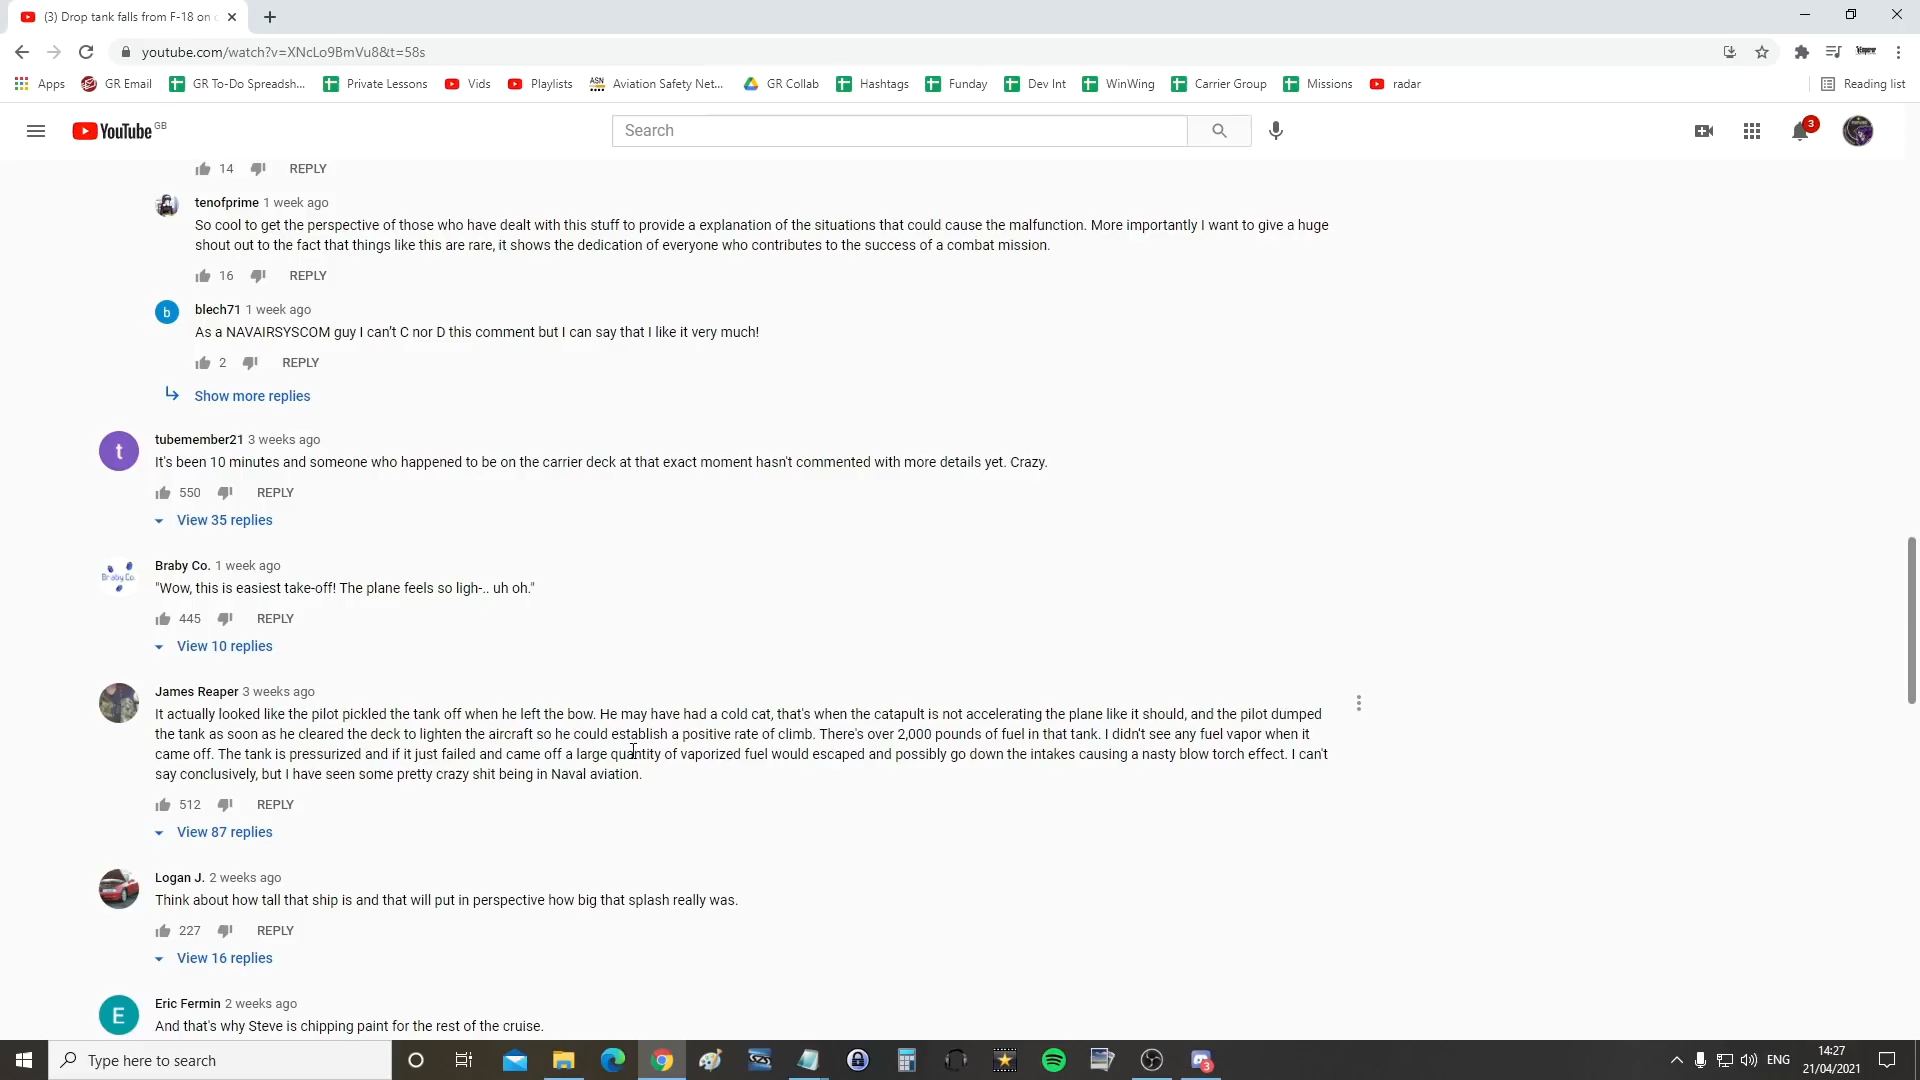 (3) Drop tank falls from F-18 on
youtube.com/watch?v=XNcLo9BmVu8&t=58s
Apps GR Email GR To-Do Spreadsh... Private Lessons Vids Playlists ASN Aviation Safety Net... GR Collab Hashtags Funday Dev Int WinWing Carrier Group Missions radar Reading list
YouTube GB Search 3
14 REPLY
tenofprime 1 week ago
So cool to get the perspective of those who have dealt with this stuff to provide a explanation of the situations that could cause the malfunction. More importantly I want to give a huge
shout out to the fact that things like this are rare, it shows the dedication of everyone who contributes to the success of a combat mission.
16 REPLY
b blech71 1 week ago
As a NAVAIRSYSCOM guy I can't C nor D this comment but I can say that I like it very much!
2 REPLY
Show more replies
t tubemember21 3 weeks ago
It's been 10 minutes and someone who happened to be on the carrier deck at that exact moment hasn't commented with more details yet. Crazy.
550 REPLY
View 35 replies
Braby Co. Braby Co. 1 week ago
"Wow, this is easiest take-off! The plane feels so ligh-.. uh oh."
445 REPLY
View 10 replies
James Reaper 3 weeks ago
It actually looked like the pilot pickled the tank off when he left the bow. He may have had a cold cat, that's when the catapult is not accelerating the plane like it should, and the pilot dumped
the tank as soon as he cleared the deck to lighten the aircraft so he could establish a positive rate of climb. There's over 2,000 pounds of fuel in that tank. I didn't see any fuel vapor when it
came off. The tank is pressurized and if it just failed and came off a large quantity of vaporized fuel would escaped and possibly go down the intakes causing a nasty blow torch effect. I can't
say conclusively, but I have seen some pretty crazy shit being in Naval aviation.
512 REPLY
View 87 replies
Logan J. 2 weeks ago
Think about how tall that ship is and that will put in perspective how big that splash really was.
227 REPLY
View 16 replies
E Eric Fermin 2 weeks ago
And that's why Steve is chipping paint for the rest of the cruise.
Type here to search 3 ENG 14:27
21/04/2021